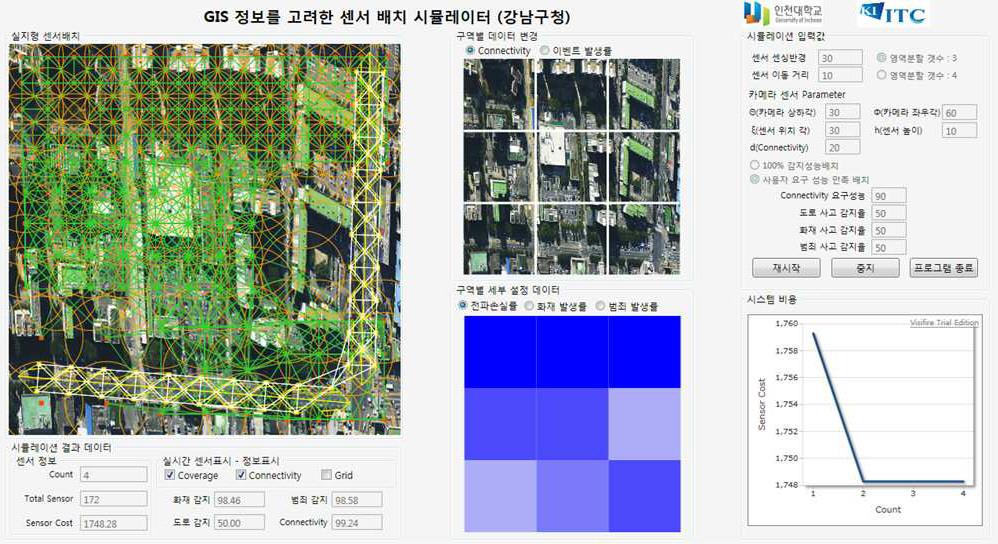 GIS 정보를 고려한 센서 배치 시뮬레이터 (강남구청)
인천대학교
University of Incheon
KI ITC
실지형 센서배치
시뮬레이션 결과 데이터
센서 정보
Count 4
Total Sensor 172
Sensor Cost 1748.28
실시간 센서표시 - 정보표시
Coverage Connectivity Grid
화재 감지 98.46 범죄 감지 98.58
도로 감지 50.00 Connectivity 99.24
구역별 데이터 변경
Connectivity 이벤트 발생률
구역별 세부 설정 데이터
전파손실률 화재 발생률 범죄 발생률
시뮬레이션 입력값
센서 센싱반경 30 영역분할 갯수 : 3
센서 이동 거리 10 영역분할 갯수 : 4
카메라 센서 Parameter
Θ(카메라 상하각) 30 Φ(카메라 좌우각) 60
ξ(센서 위치 각) 30 h(센서 높이) 10
d(Connectivity) 20
100% 감지성능배치
사용자 요구 성능 만족 배치
Connectivity 요구성능 90
도로 사고 감지율 50
화재 사고 감지율 50
범죄 사고 감지율 50
재시작 중지 프로그램 종료
시스템 비용
Visifire Trial Edition
Sensor Cost
1,760
1,758
1,756
1,754
1,752
1,750
1,748
1 2 3 4
Count